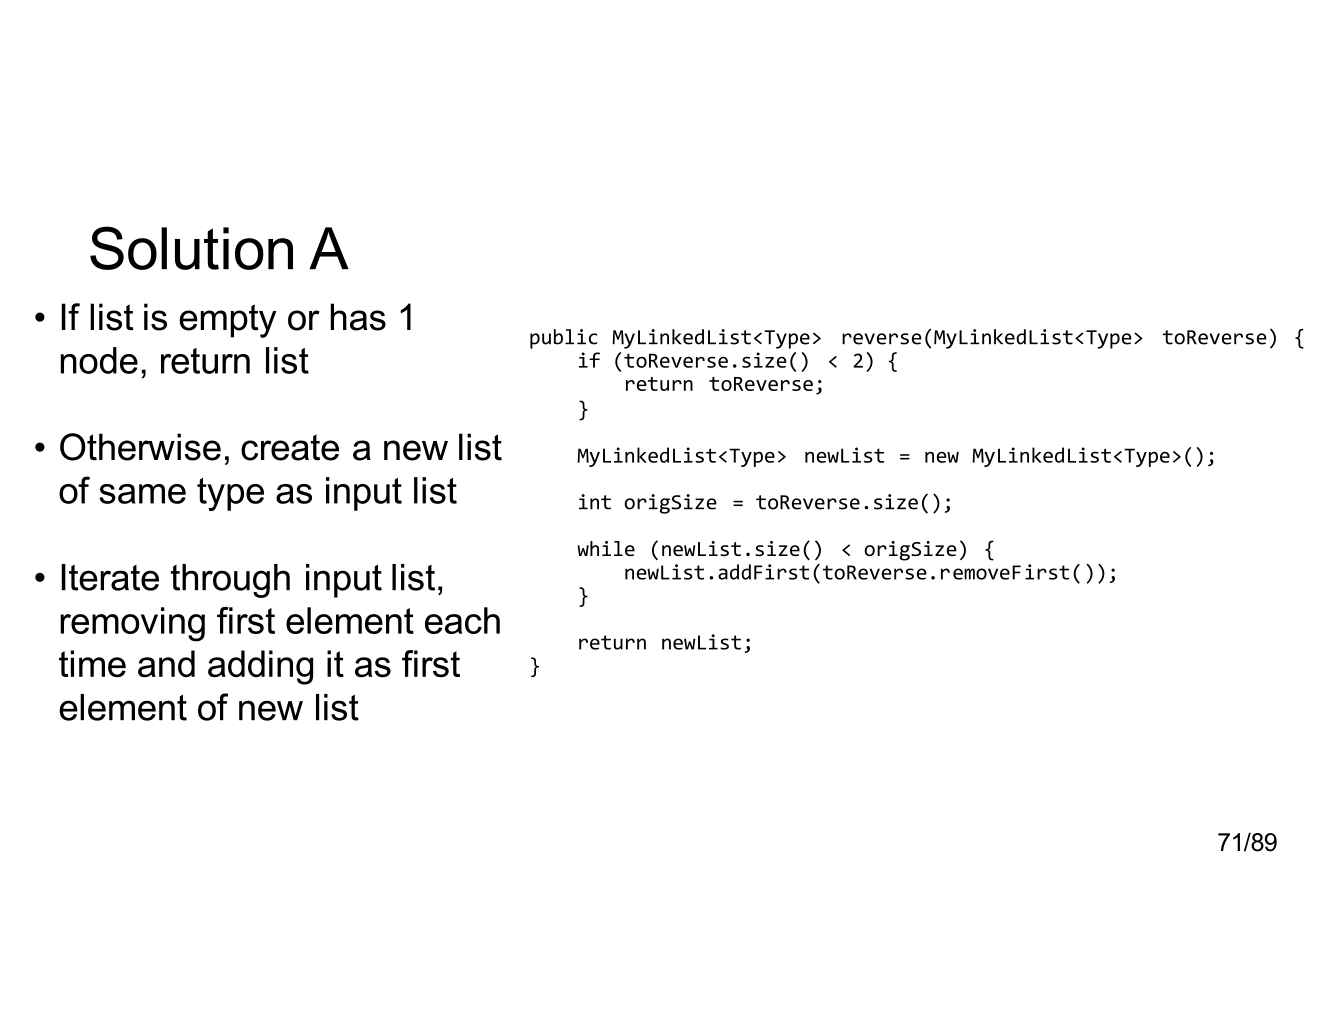 Solution A
• If list is empty or has 1
node, return list
• Otherwise, create a new list
of same type as input list
• Iterate through input list,
removing first element each
time and adding it as first
element of new list
public MyLinkedList<Type> reverse(MyLinkedList<Type> toReverse) {
    if (toReverse.size() < 2) {
        return toReverse;
    }
    MyLinkedList<Type> newList = new MyLinkedList<Type>();
    int origSize = toReverse.size();
    while (newList.size() < origSize) {
        newList.addFirst(toReverse.removeFirst());
    }
    return newList;
}
71/89